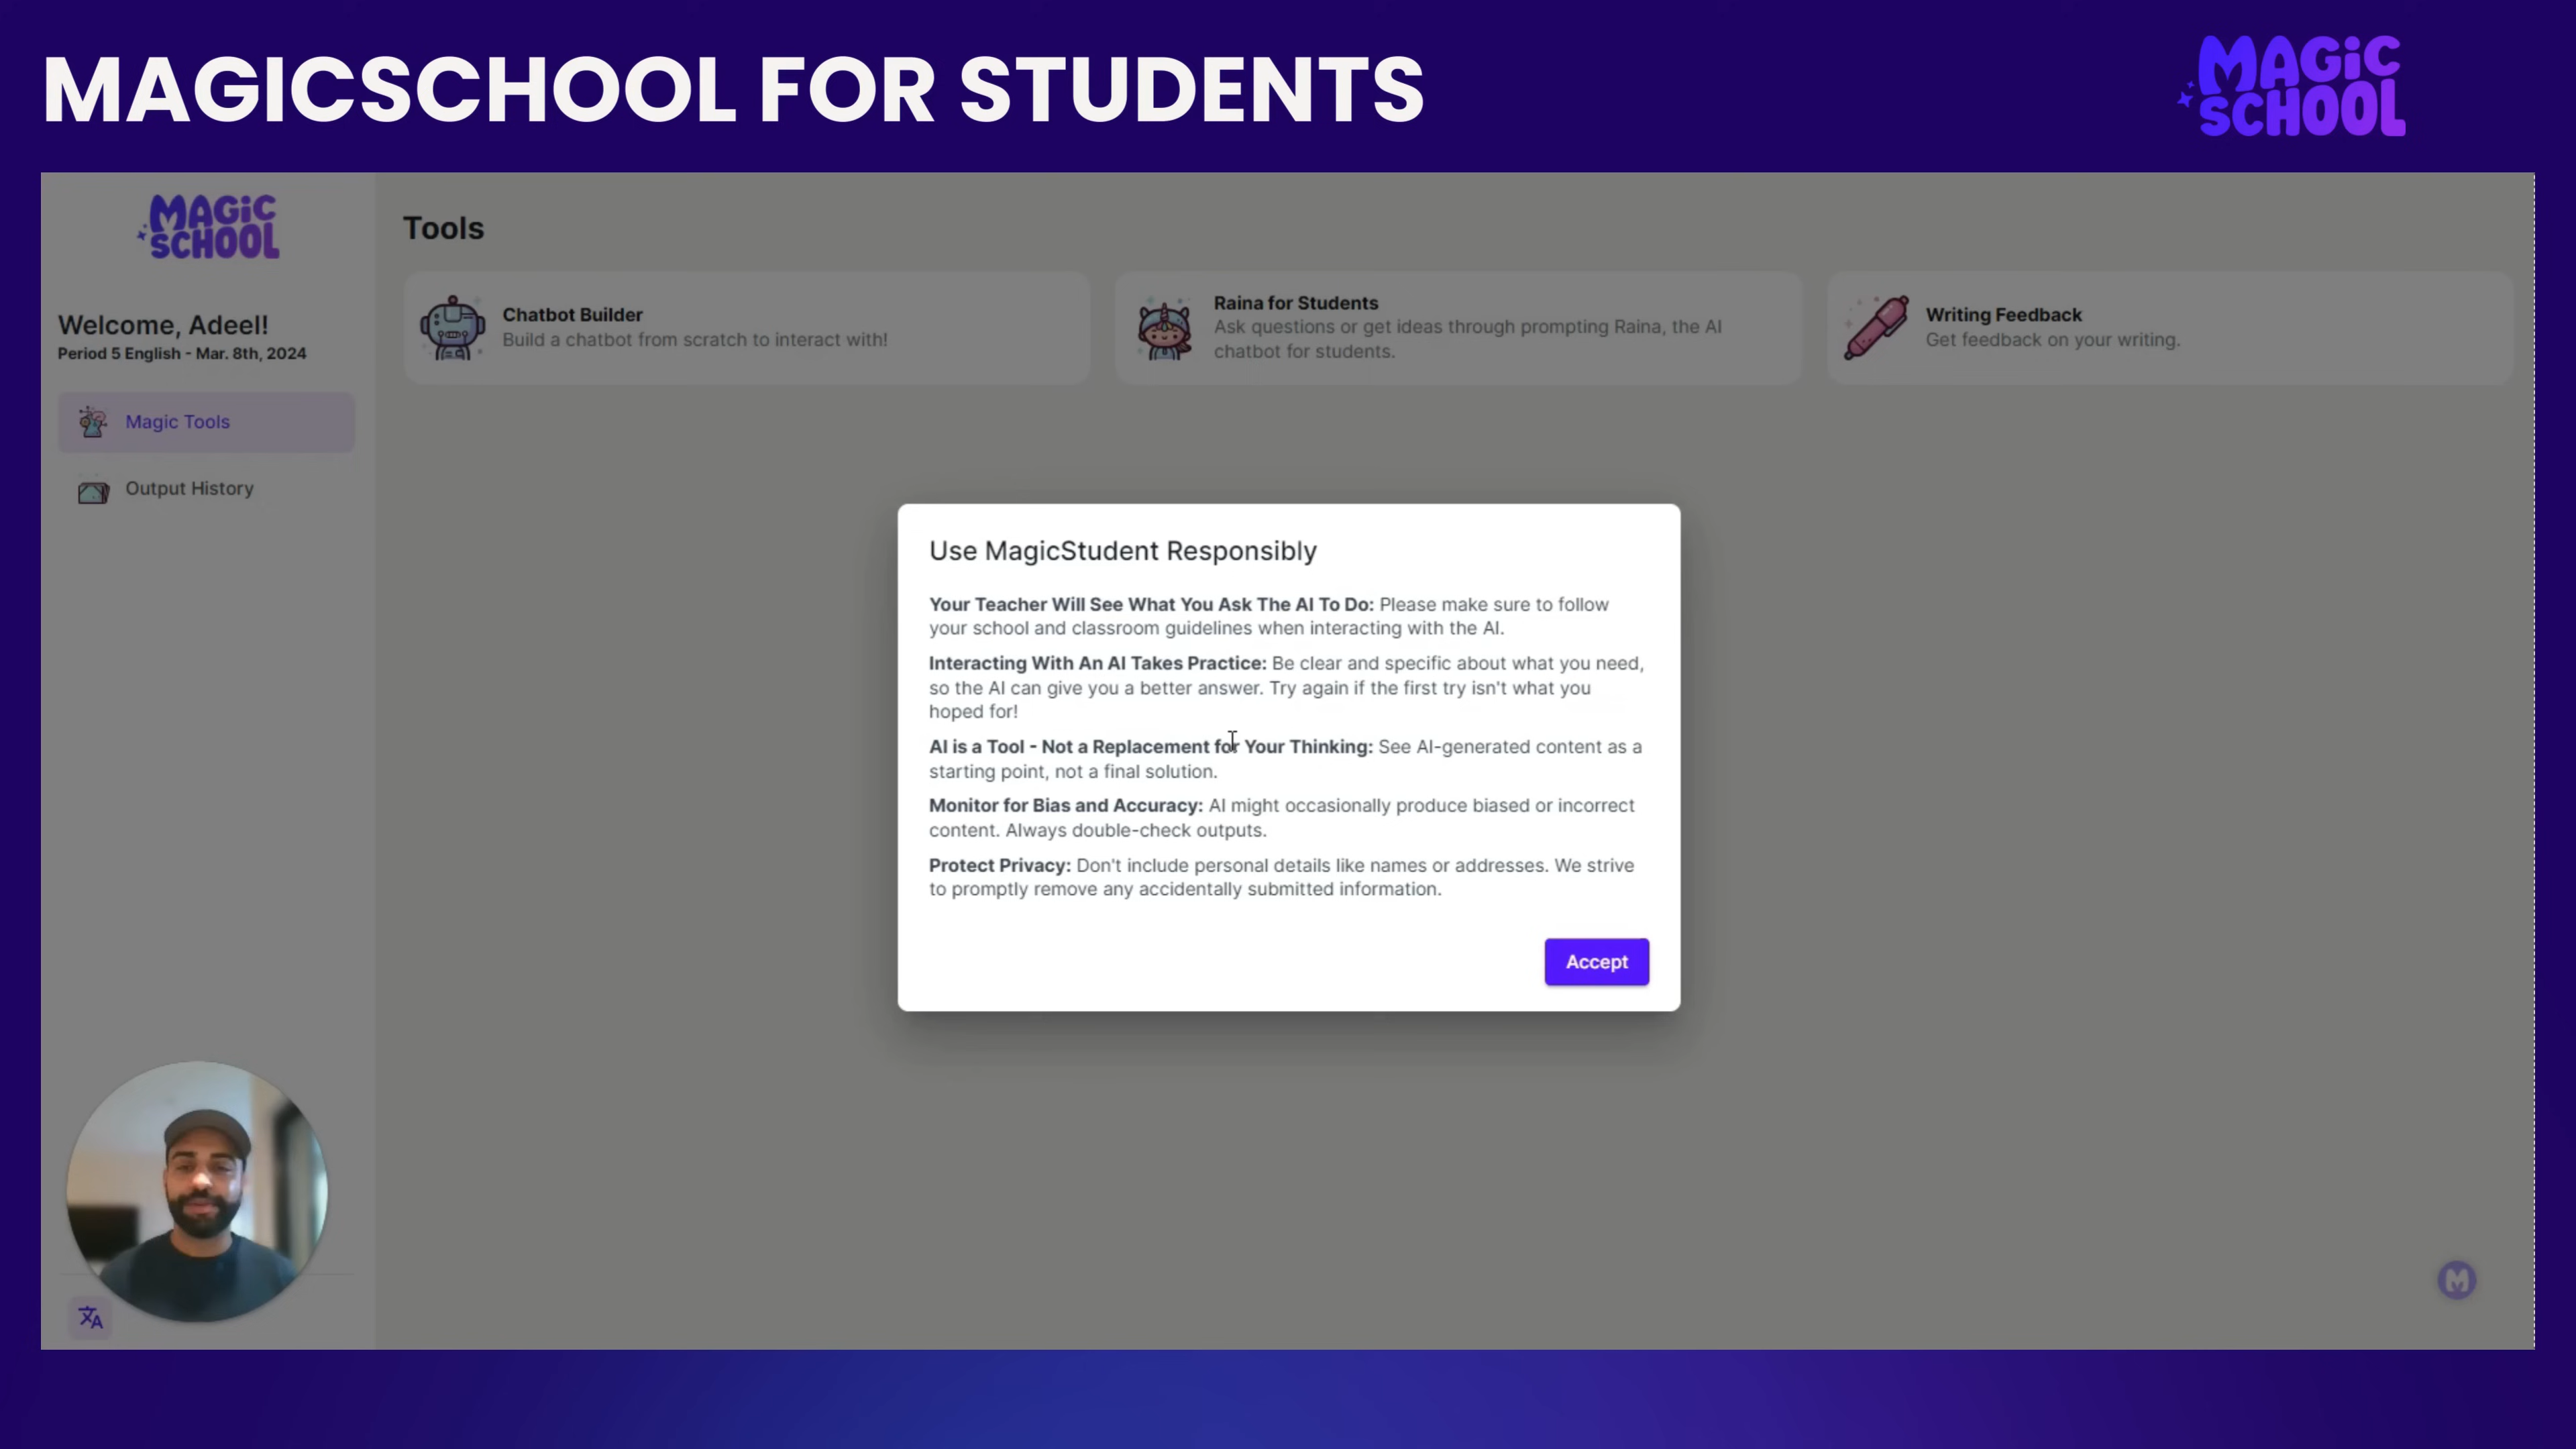 MAGICSCHOOL FOR STUDENTS
MAGIC
SCHOOL
MAGIC
SCHOOL
Welcome, Adeel!
Period 5 English - Mar. 8th, 2024
Magic Tools
Output History
Tools
Chatbot Builder
Build a chatbot from scratch to interact with!
Raina for Students
Ask questions or get ideas through prompting Raina, the AI
chatbot for students.
Writing Feedback
Get feedback on your writing.
Use MagicStudent Responsibly
Your Teacher Will See What You Ask The AI To Do: Please make sure to follow
your school and classroom guidelines when interacting with the AI.
Interacting With An AI Takes Practice: Be clear and specific about what you need,
so the AI can give you a better answer. Try again if the first try isn't what you
hoped for!
AI is a Tool - Not a Replacement for Your Thinking: See AI-generated content as a
starting point, not a final solution.
Monitor for Bias and Accuracy: AI might occasionally produce biased or incorrect
content. Always double-check outputs.
Protect Privacy: Don't include personal details like names or addresses. We strive
to promptly remove any accidentally submitted information.
Accept
M